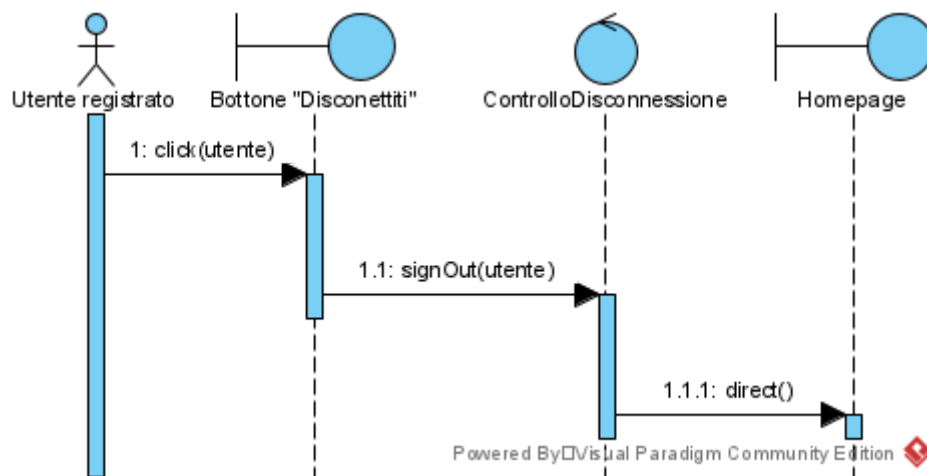 Utente registrato
Bottone "Disconettiti"
ControlloDisconnessione
Homepage
1: click(utente)
1.1: signOut(utente)
1.1.1: direct()
Powered By□Visual Paradigm Community Edition